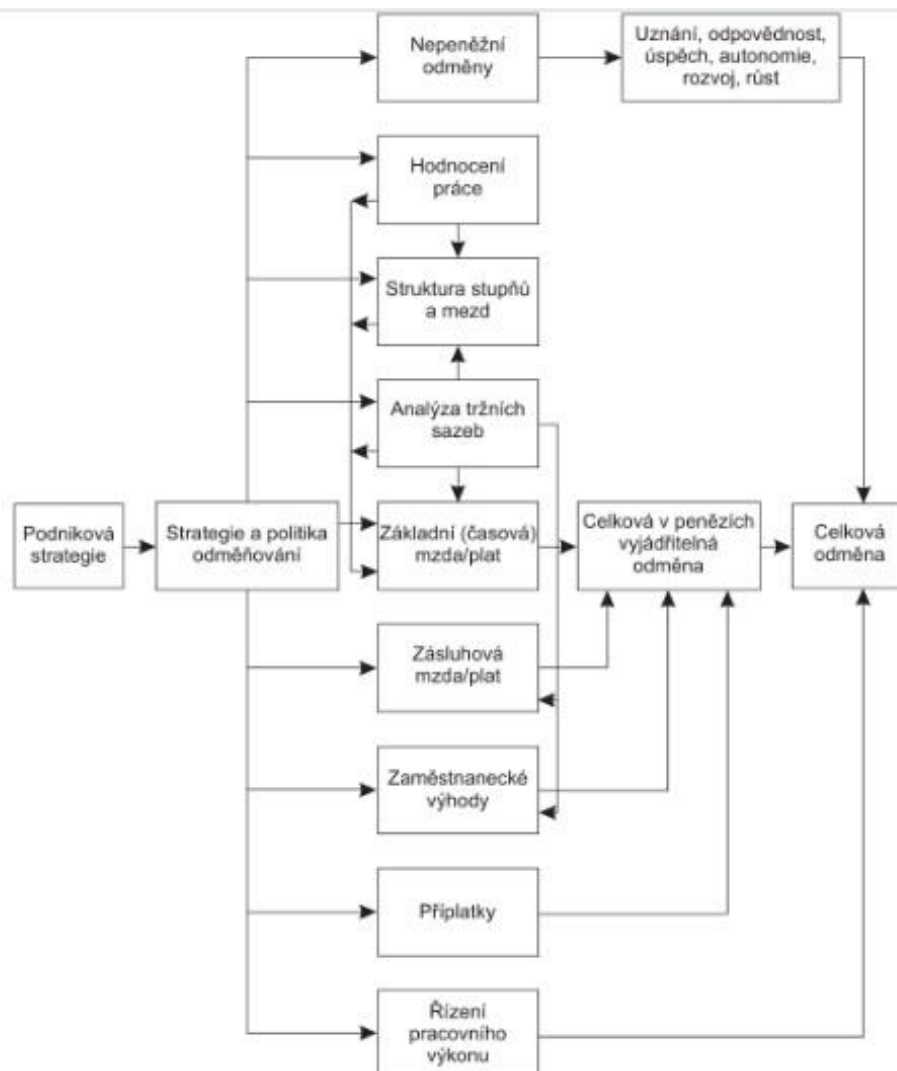 Nepeněžní
odměny
Uznání, odpovědnost,
úspěch, autonomie,
rozvoj, růst
Hodnocení
práce
Struktura stupňů
a mezd
Analýza tržních
sazeb
Podniková
strategie
Strategie a politika
odměňování
Základní (časová)
mzda/plat
Celková v penězích
vyjádřitelná
odměna
Celková
odměna
Zásluhová
mzda/plat
Zaměstnanecké
výhody
Příplatky
Řízení
pracovního
výkonu